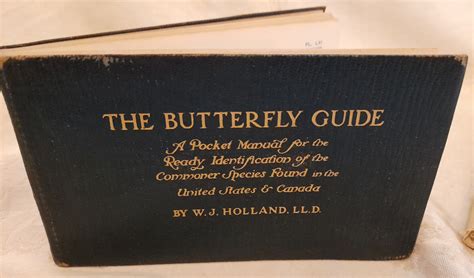 THE BUTTERFLY GUIDE
A Pocket Manual for the
Ready Identification of the
Commoner Species Found in the
United States & Canada
BY W. J. HOLLAND, LL.D.